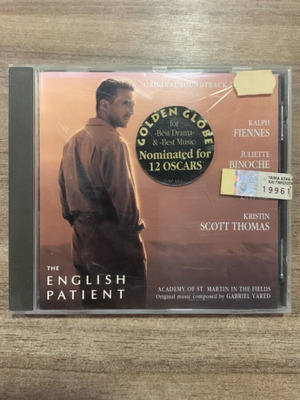 ORIGINAL SOUNDTRACK
RALPH
FIENNES
GOLDEN GLOBE
for
-Best Drama-
& -Best Music-
Nominated for
12 OSCARS
JULIETTE
BINOCHE
19961
KRISTIN
SCOTT THOMAS
THE
ENGLISH
PATIENT
ACADEMY OF ST. MARTIN IN THE FIELDS
Original music composed by GABRIEL YARED